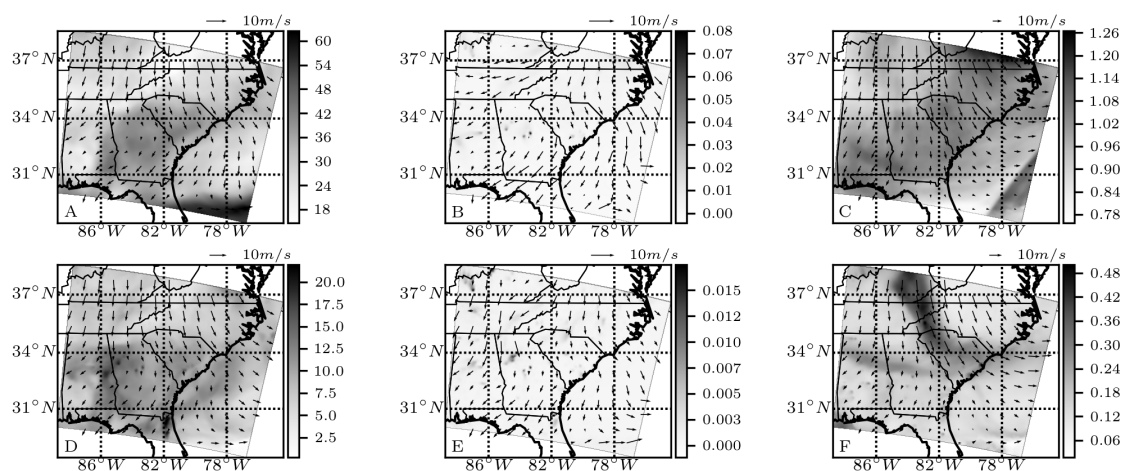 10m/s
37°N
34°N
31°N
86°W
82°W
78°W
A
60
54
48
42
36
30
24
18
10m/s
37°N
34°N
31°N
86°W
82°W
78°W
B
0.08
0.07
0.05
0.04
0.03
0.02
0.01
0.00
10m/s
37°N
34°N
31°N
86°W
82°W
78°W
C
1.26
1.20
1.14
1.08
1.02
0.96
0.90
0.84
0.78
10m/s
37°N
34°N
31°N
86°W
82°W
78°W
D
20.0
17.5
15.0
12.5
10.0
7.5
5.0
2.5
10m/s
37°N
34°N
31°N
86°W
82°W
78°W
E
0.015
0.013
0.010
0.007
0.005
0.003
0.000
10m/s
37°N
34°N
31°N
86°W
82°W
78°W
F
0.48
0.42
0.36
0.30
0.24
0.18
0.12
0.06